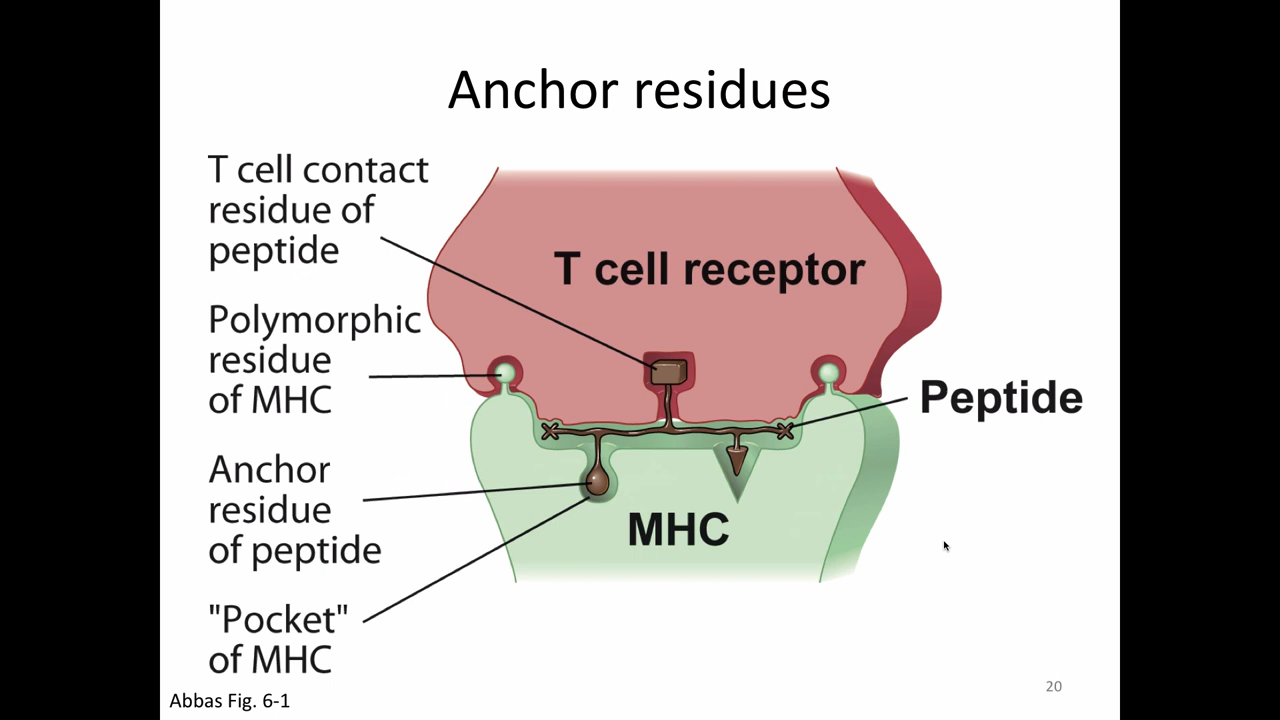 Anchor residues
T cell contact
residue of
peptide
T cell receptor
Polymorphic
residue
of MHC
Peptide
Anchor
residue
of peptide
MHC
"Pocket"
of MHC
Abbas Fig. 6-1
20